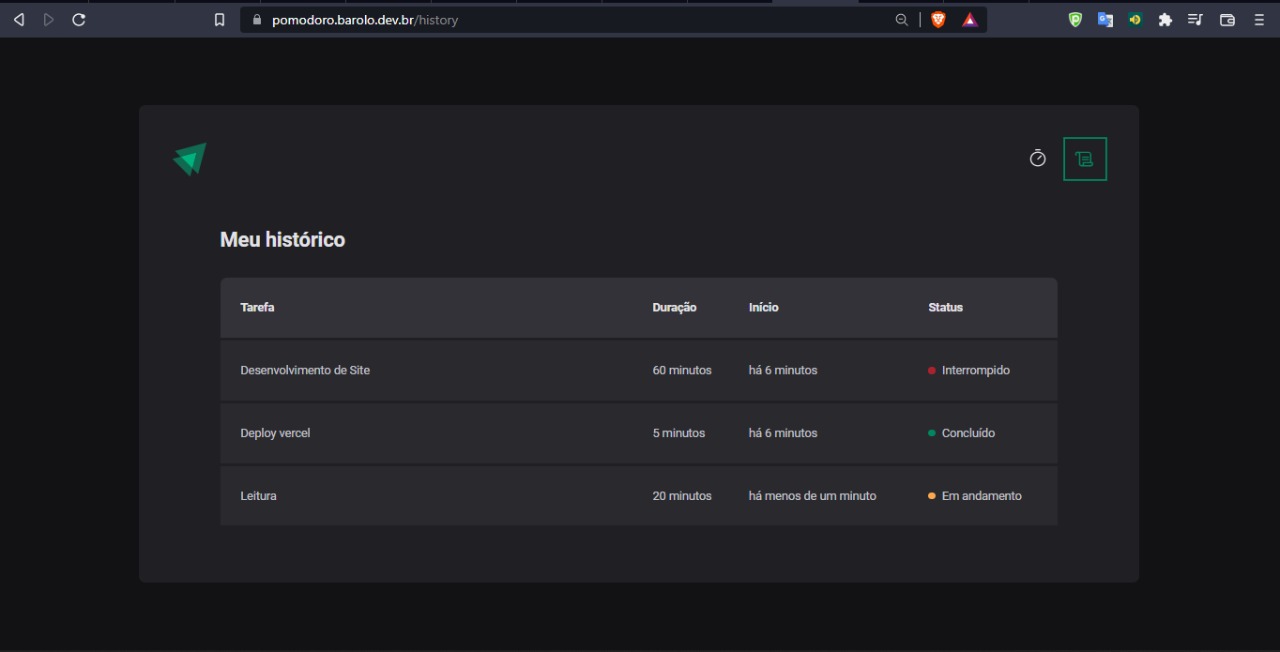 pomodoro.barolo.dev.br/history
Meu histórico
Tarefa Duração Início Status
Desenvolvimento de Site 60 minutos há 6 minutos Interrompido
Deploy vercel 5 minutos há 6 minutos Concluído
Leitura 20 minutos há menos de um minuto Em andamento